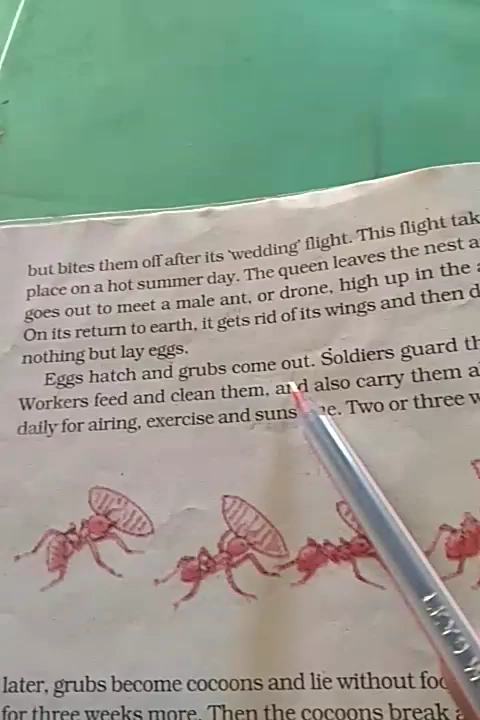 but bites them off after its 'wedding' flight. This flight
place on a hot summer day. The queen leaves the nest
goes out to meet a male ant, or drone, high up in the
On its return to earth, it gets rid of its wings and then
nothing but lay eggs.
Eggs hatch and grubs come out. Soldiers guard
Workers feed and clean them, and also carry them
daily for airing, exercise and Two or three
later, grubs become cocoons and lie without
for three weeks more. Then the cocoons break